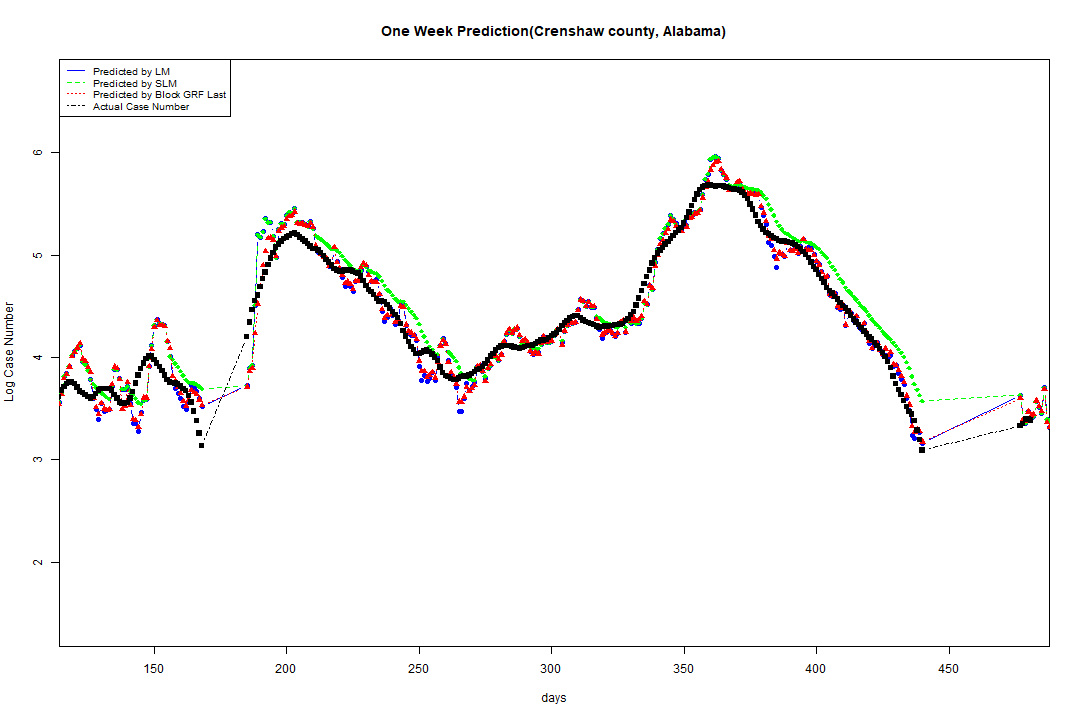 One Week Prediction(Crenshaw county, Alabama)
Predicted by LM
Predicted by SLM
Predicted by Block GRF Last
Actual Case Number
6
5
4
3
2
Log Case Number
150 200 250 300 350 400 450
days